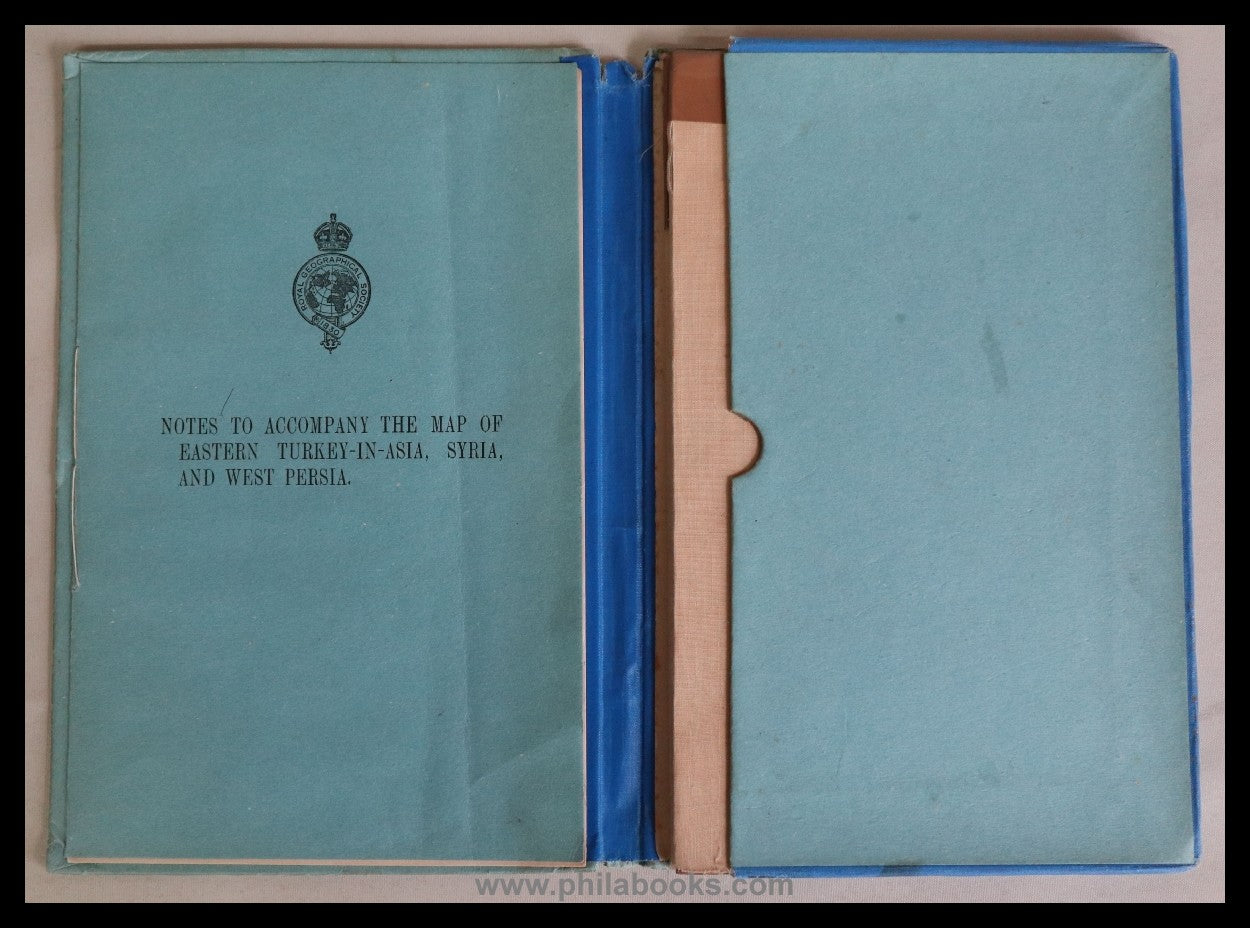 ROYAL GEOGRAPHICAL SOCIETY
1830
NOTES TO ACCOMPANY THE MAP OF
EASTERN TURKEY-IN-ASIA, SYRIA,
AND WEST PERSIA.
www.philabooks.com